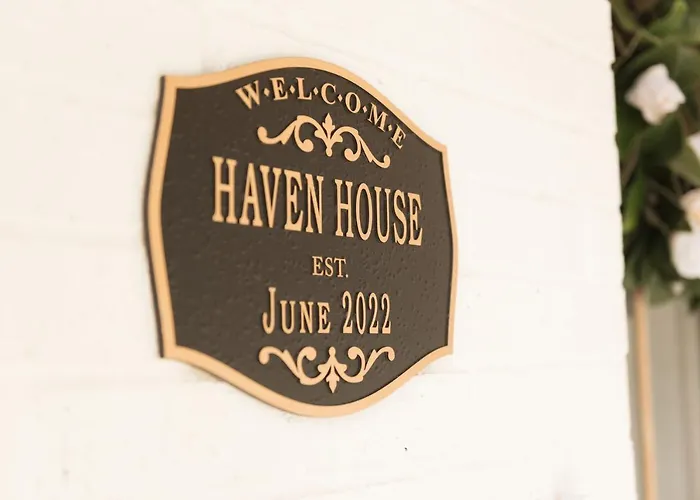 W•E•L•C•O•M•E
HAVEN HOUSE
EST.
JUNE 2022